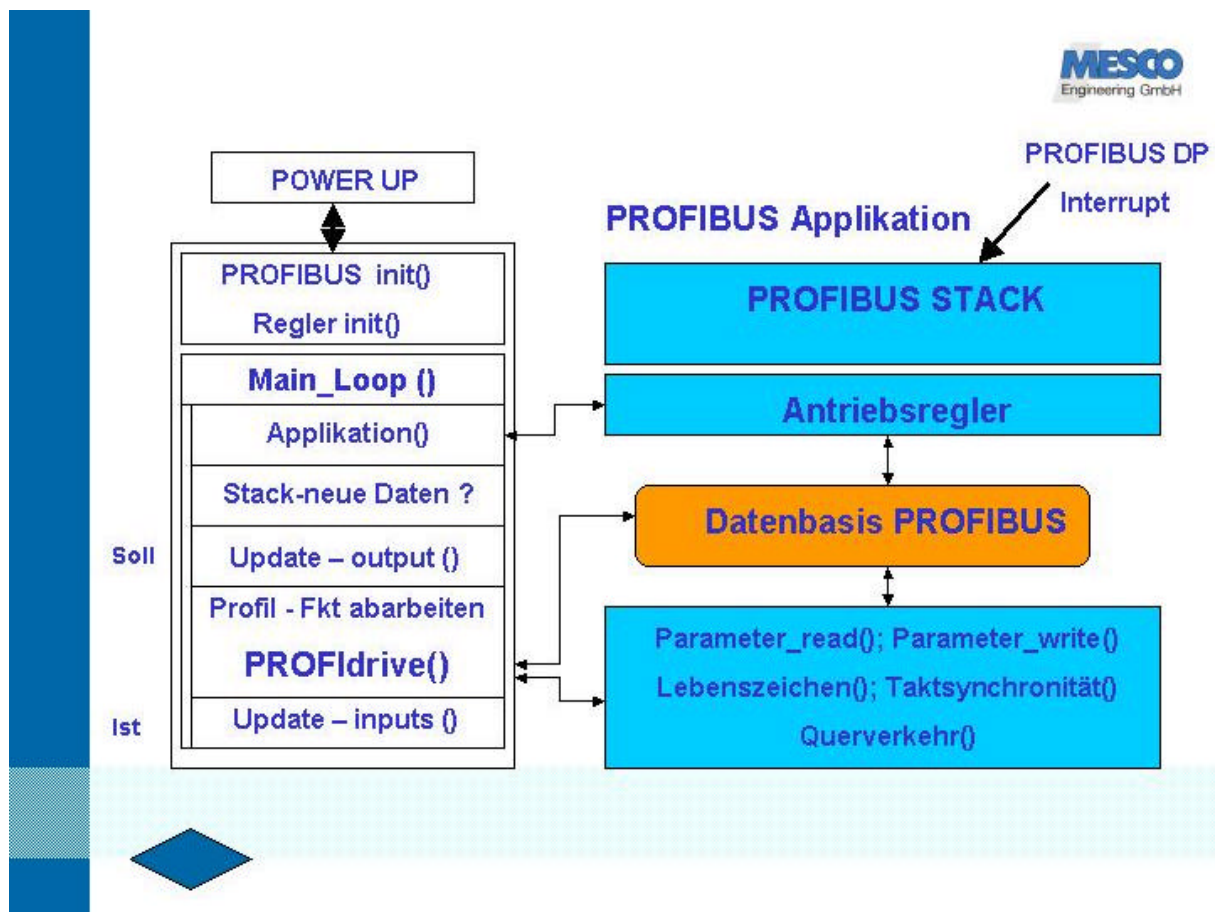 MESCO
Engineering GmbH
POWER UP
PROFIBUS init()
Regler init()
Main_Loop ()
Applikation()
Stack-neue Daten ?
Soll
Update – output ()
Profil - Fkt abarbeiten
PROFIdrive()
Ist
Update – inputs ()
PROFIBUS DP
Interrupt
PROFIBUS Applikation
PROFIBUS STACK
Antriebsregler
Datenbasis PROFIBUS
Parameter_read(); Parameter_write()
Lebenszeichen(); Taktsynchronität()
Querverkehr()